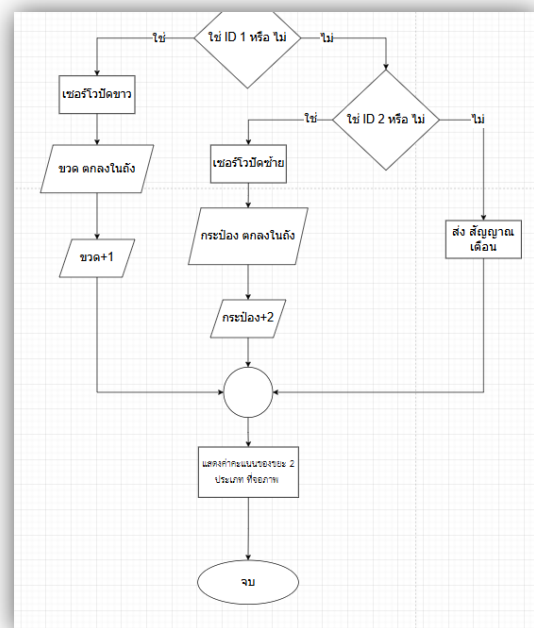 ใช่ ID 1 หรือ ไม่
ใช่
ไม่
เซอร์โวปัดขาว
ใช่ ID 2 หรือ ไม่
ใช่
ไม่
ขวด ตกลงในถัง
เซอร์โวปัดซ้าย
กระป๋อง ตกลงในถัง
ส่ง สัญญาณ
เตือน
ขวด+1
กระป๋อง+2
แสดงค่าคะแนนของขยะ 2
ประเภท ที่จอภาพ
จบ